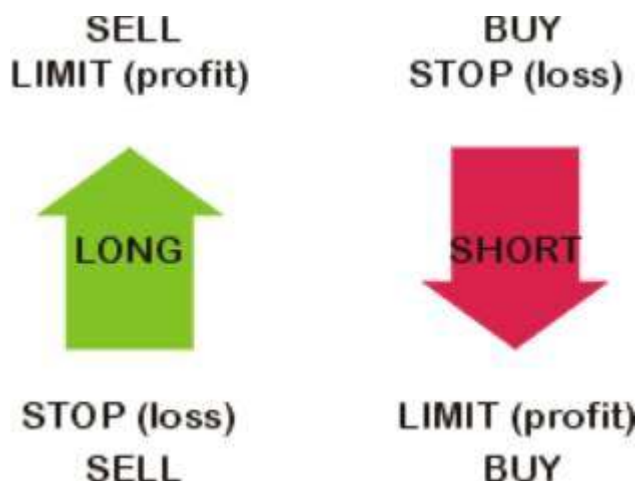 SELL
LIMIT (profit)
LONG
STOP (loss)
SELL
BUY
STOP (loss)
SHORT
LIMIT (profit)
BUY